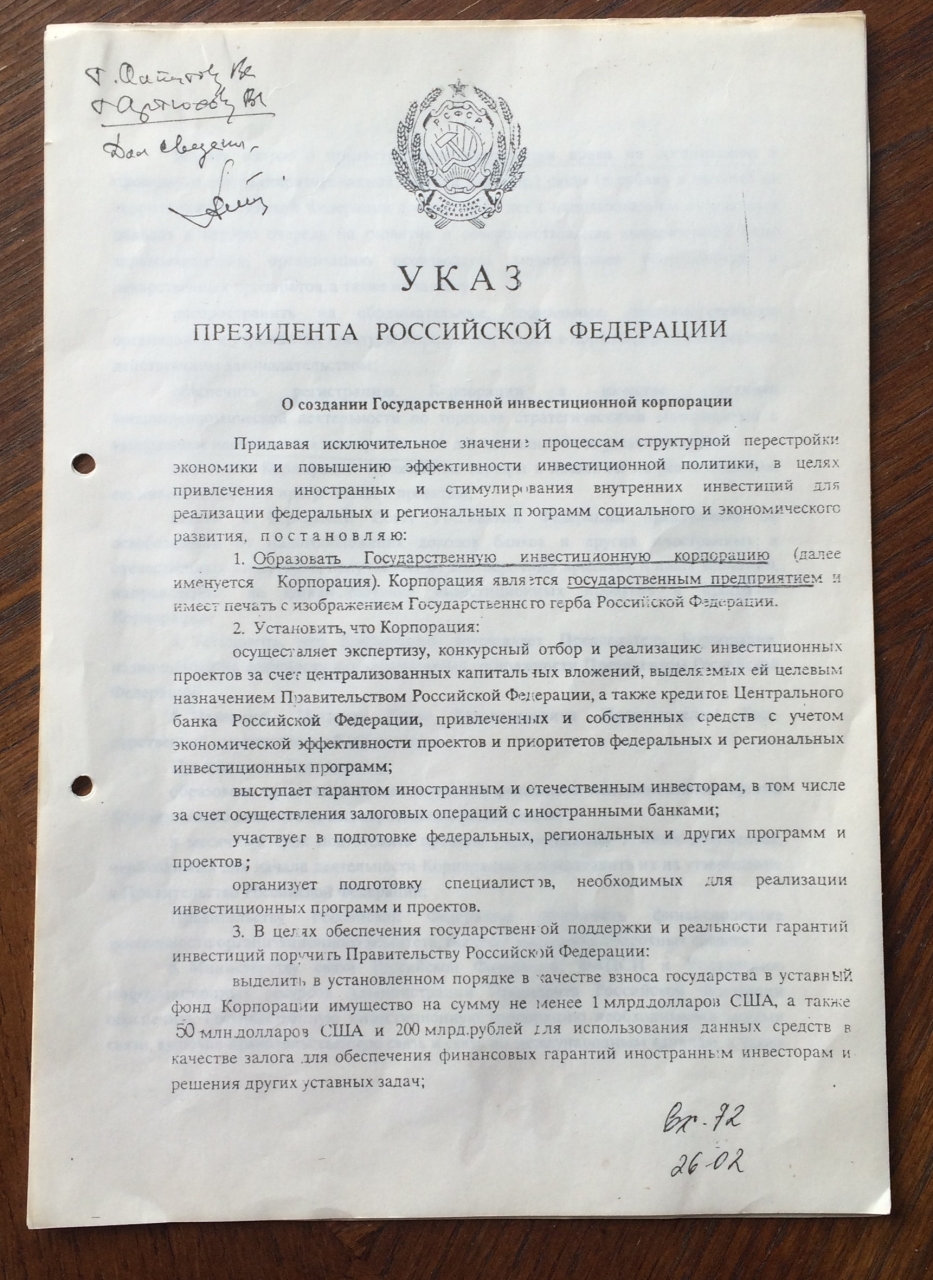 РСФСР
УКАЗ
ПРЕЗИДЕНТА РОССИЙСКОЙ ФЕДЕРАЦИИ
О создании Государственной инвестиционной корпорации
Придавая исключительное значение процессам структурной перестройки
экономики и повышению эффективности инвестиционной политики, в целях
привлечения иностранных и стимулирования внутренних инвестиций для
реализации федеральных и региональных программ социального и экономического
развития, постановляю:
1. Образовать Государственную инвестиционную корпорацию (далее
именуется Корпорация). Корпорация является государственным предприятием и
имеет печать с изображением Государственного герба Российской Федерации.
2. Установить, что Корпорация:
осуществляет экспертизу, конкурсный отбор и реализацию инвестиционных
проектов за счет централизованных капитальных вложений, выделяемых ей целевым
назначением Правительством Российской Федерации, а также кредитов Центрального
банка Российской Федерации, привлеченных и собственных средств с учетом
экономической эффективности проектов и приоритетов федеральных и региональных
инвестиционных программ;
выступает гарантом иностранным и отечественным инвесторам, в том числе
за счет осуществления залоговых операций с иностранными банками;
участвует в подготовке федеральных, региональных и других программ и
проектов;
организует подготовку специалистов, необходимых для реализации
инвестиционных программ и проектов.
3. В целях обеспечения государственной поддержки и реальности гарантий
инвестиций поручить Правительству Российской Федерации:
выделить в установленном порядке в качестве взноса государства в уставный
фонд Корпорации имущество на сумму не менее 1 млрд.долларов США, а также
50 млн.долларов США и 200 млрд.рублей для использования данных средств в
качестве залога для обеспечения финансовых гарантий иностранным инвесторам и
решения других уставных задач;
вх.72
26-02